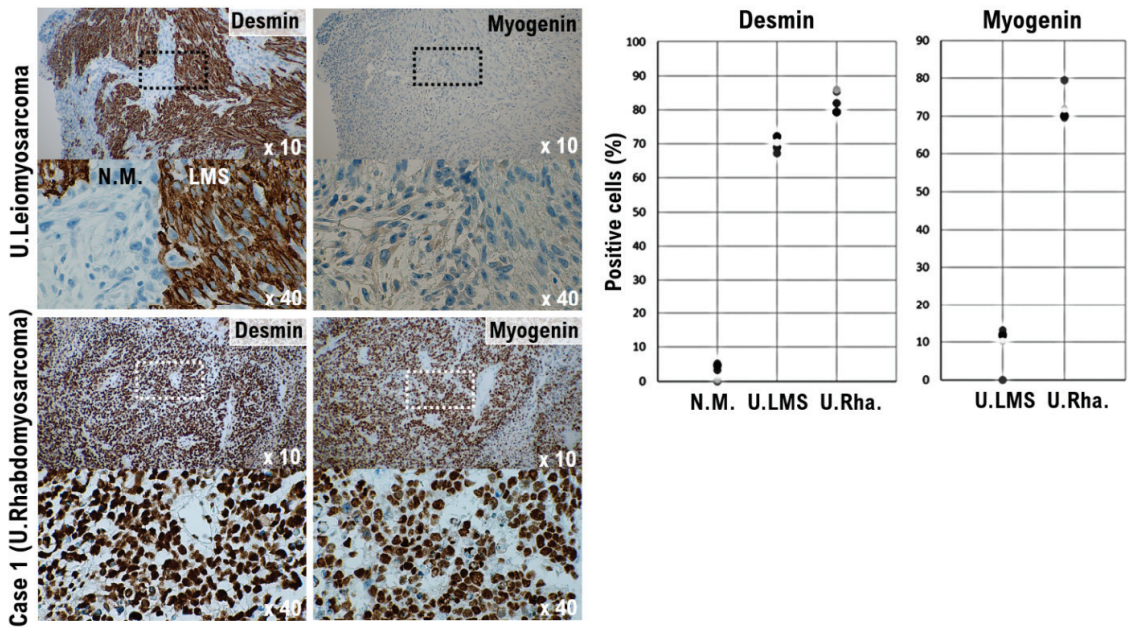 U.Leiomyosarcoma
Desmin
x 10
Myogenin
x 10
N.M. LMS
x 40
x 40
Case 1 (U.Rhabdomyosarcoma)
Desmin
x 10
Myogenin
x 10
x 40
x 40
Desmin
Positive cells (%)
100
90
80
70
60
50
40
30
20
10
0
N.M. U.LMS U.Rha.
Myogenin
90
80
70
60
50
40
30
20
10
0
U.LMS U.Rha.